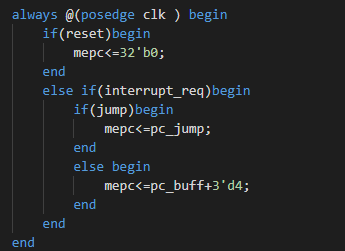 always @(posedge clk ) begin
    if(reset)begin
        mepc<=32'b0;
    end
    else if(interrupt_req)begin
        if(jump)begin
            mepc<=pc_jump;
        end
        else begin
            mepc<=pc_buff+3'd4;
        end
    end
end